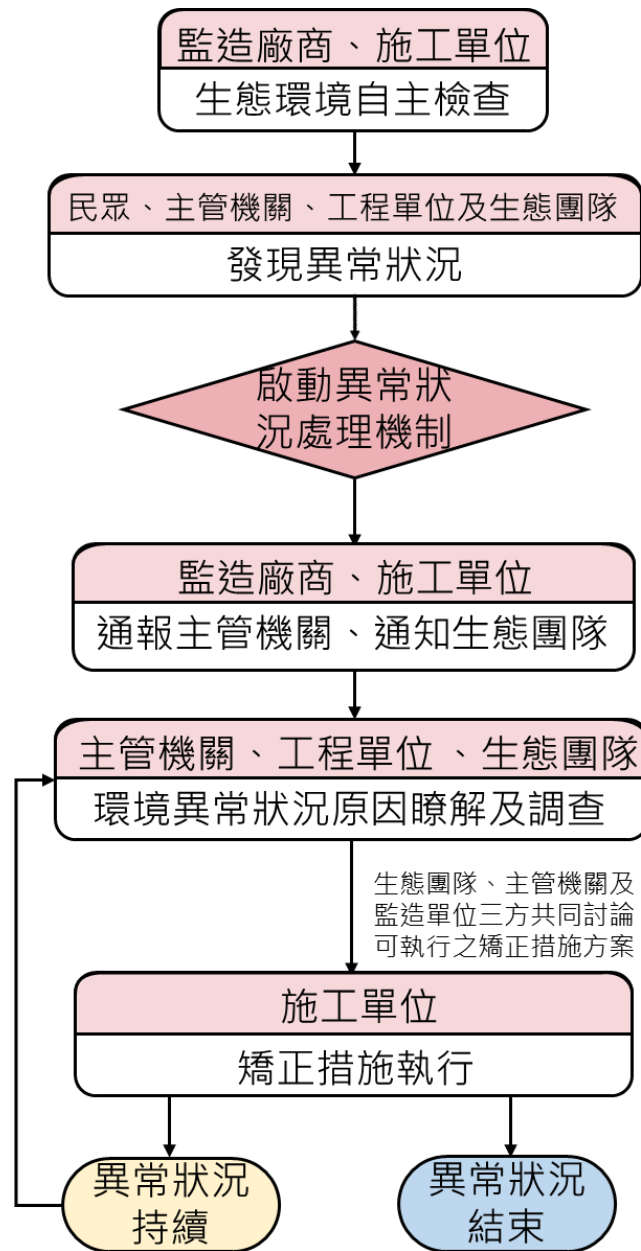 監造廠商、施工單位
生態環境自主檢查
民眾、主管機關、工程單位及生態團隊
發現異常狀況
啟動異常狀
況處理機制
監造廠商、施工單位
通報主管機關、通知生態團隊
主管機關、工程單位 、生態團隊
環境異常狀況原因瞭解及調查
生態團隊、主管機關及
監造單位三方共同討論
可執行之矯正措施方案
施工單位
矯正措施執行
異常狀況
持續
異常狀況
結束